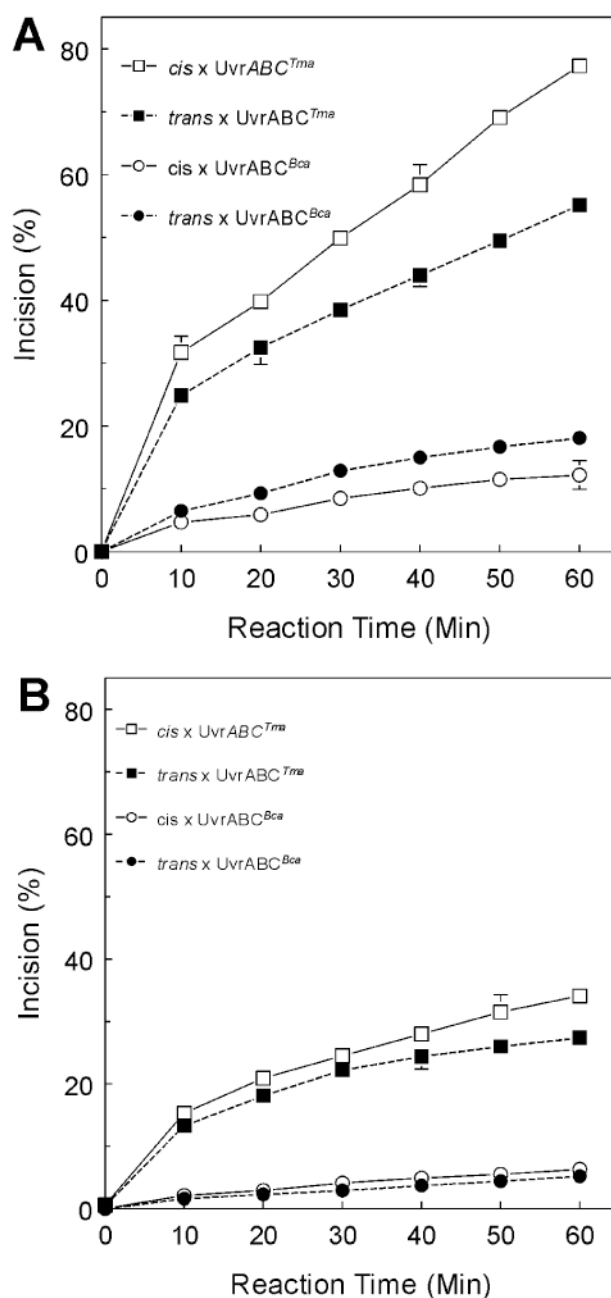 A
80
cis x UvrABC^Tma
trans x UvrABC^Tma
60
cis x UvrABC^Bca
trans x UvrABC^Bca
Incision (%)
40
20
0
0 10 20 30 40 50 60
Reaction Time (Min)
B
80
cis x UvrABC^Tma
trans x UvrABC^Tma
cis x UvrABC^Bca
60
trans x UvrABC^Bca
Incision (%)
40
20
0
0 10 20 30 40 50 60
Reaction Time (Min)